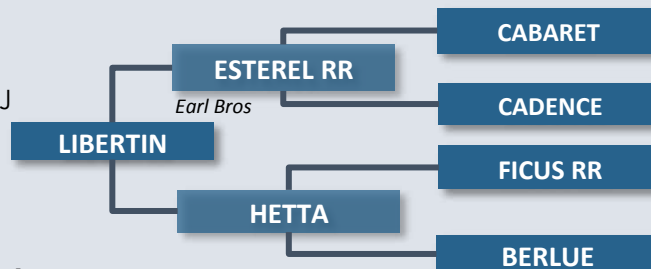 CABARET
ESTEREL RR
Earl Bros
J
CADENCE
LIBERTIN
FICUS RR
HETTA
BERLUE